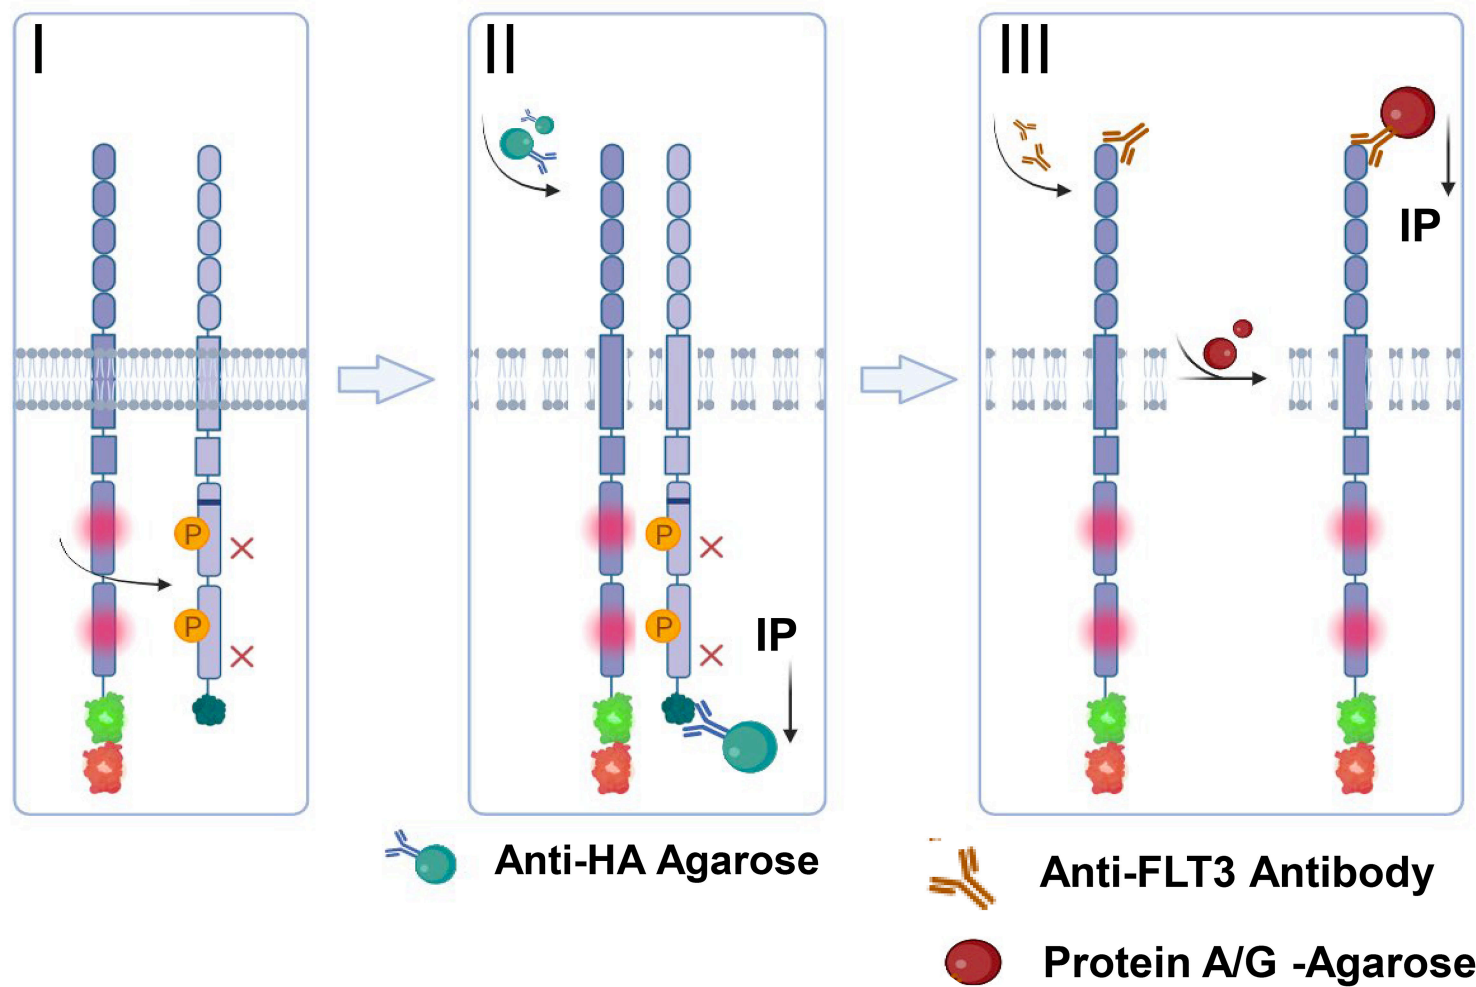 I
II
III
IP
P
P
P
P
IP
Anti-HA Agarose
Anti-FLT3 Antibody
Protein A/G -Agarose